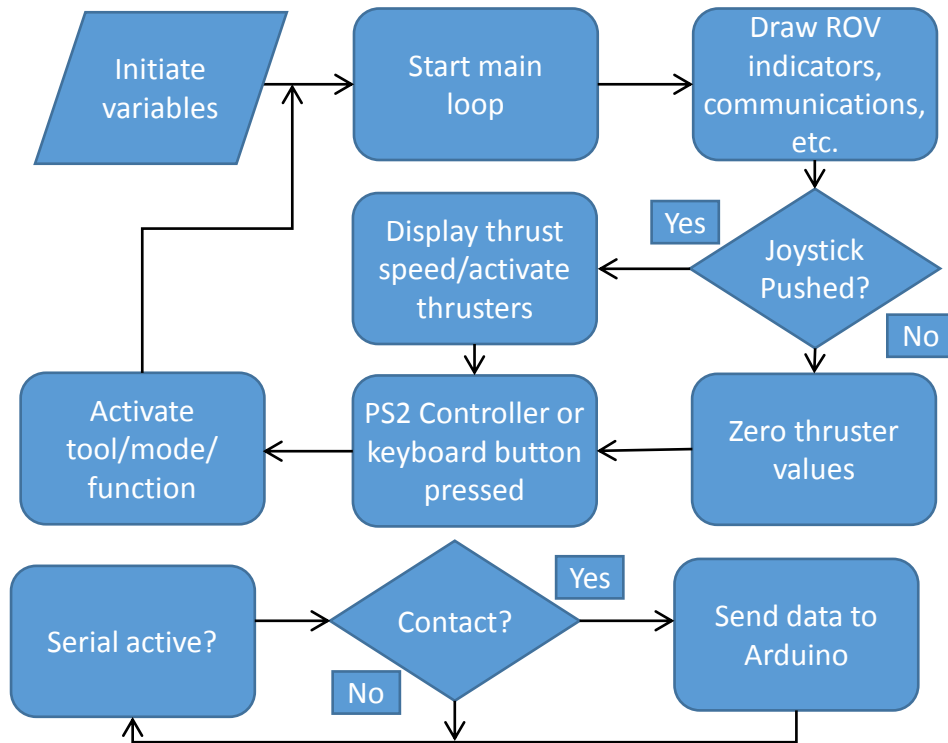 Initiate
variables
Start main
loop
Draw ROV
indicators,
communications,
etc.
Yes
Joystick
Pushed?
No
Display thrust
speed/activate
thrusters
Zero thruster
values
PS2 Controller or
keyboard button
pressed
Activate
tool/mode/
function
Serial active?
Contact?
Yes
No
Send data to
Arduino